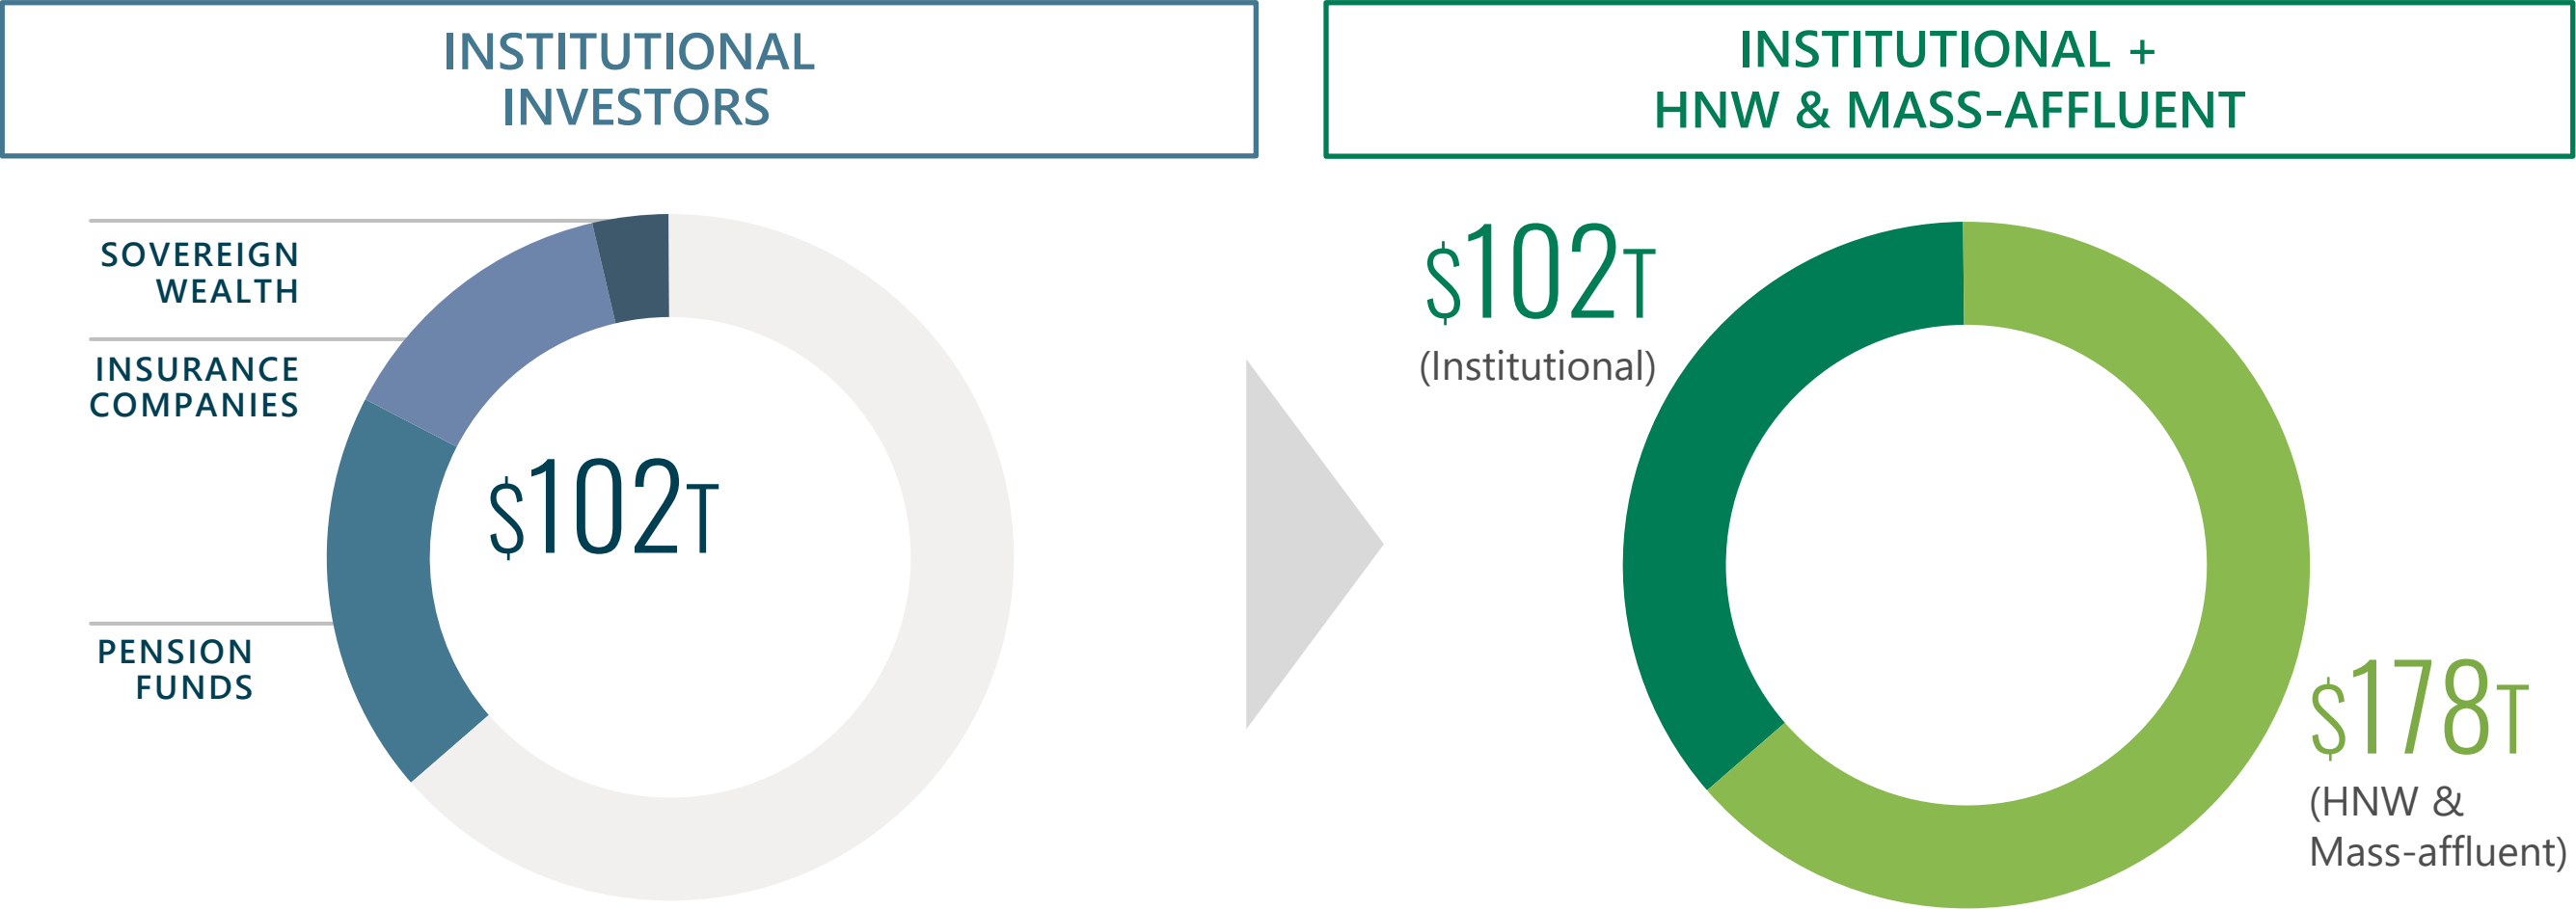 INSTITUTIONAL
INVESTORS
SOVEREIGN
WEALTH
INSURANCE
COMPANIES
PENSION
FUNDS
$102T
INSTITUTIONAL +
HNW & MASS-AFFLUENT
$102T
(Institutional)
$178T
(HNW &
Mass-affluent)